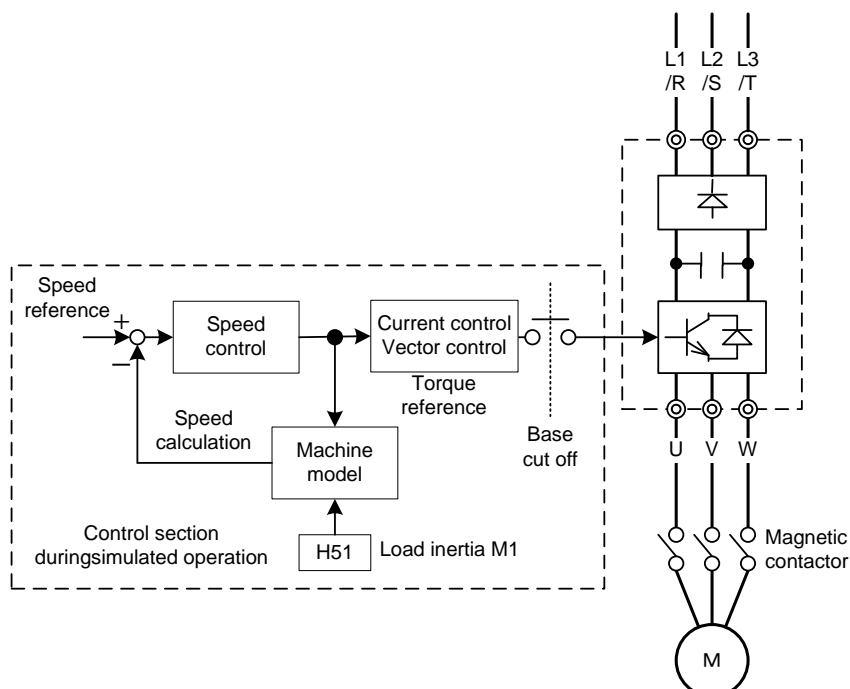 L1 L2 L3
/R /S /T
Speed
reference
+
−
Speed
control
Current control
Vector control
Torque
reference
Speed
calculation
Machine
model
Base
cut off
U V W
Control section
duringsimulated operation
H51
Load inertia M1
Magnetic
contactor
M